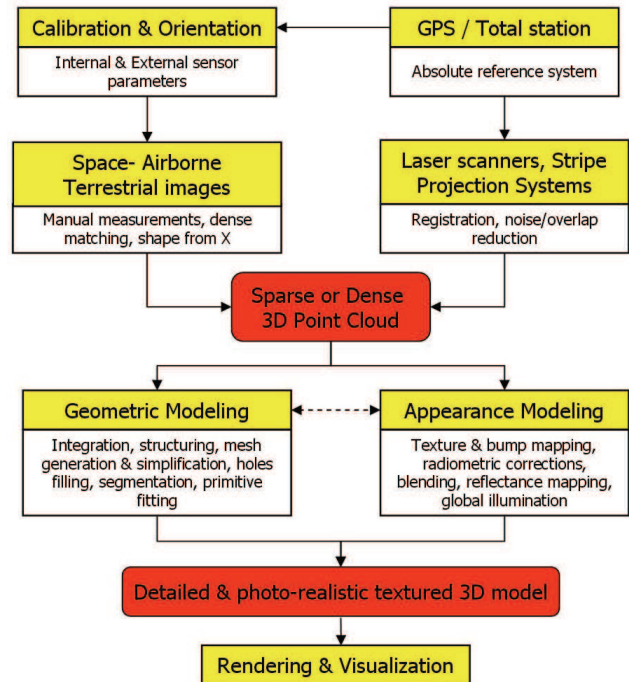 Calibration & Orientation
Internal & External sensor
parameters
GPS / Total station
Absolute reference system
Space- Airborne
Terrestrial images
Manual measurements, dense
matching, shape from X
Laser scanners, Stripe
Projection Systems
Registration, noise/overlap
reduction
Sparse or Dense
3D Point Cloud
Geometric Modeling
Integration, structuring, mesh
generation & simplification, holes
filling, segmentation, primitive
fitting
Appearance Modeling
Texture & bump mapping,
radiometric corrections,
blending, reflectance mapping,
global illumination
Detailed & photo-realistic textured 3D model
Rendering & Visualization